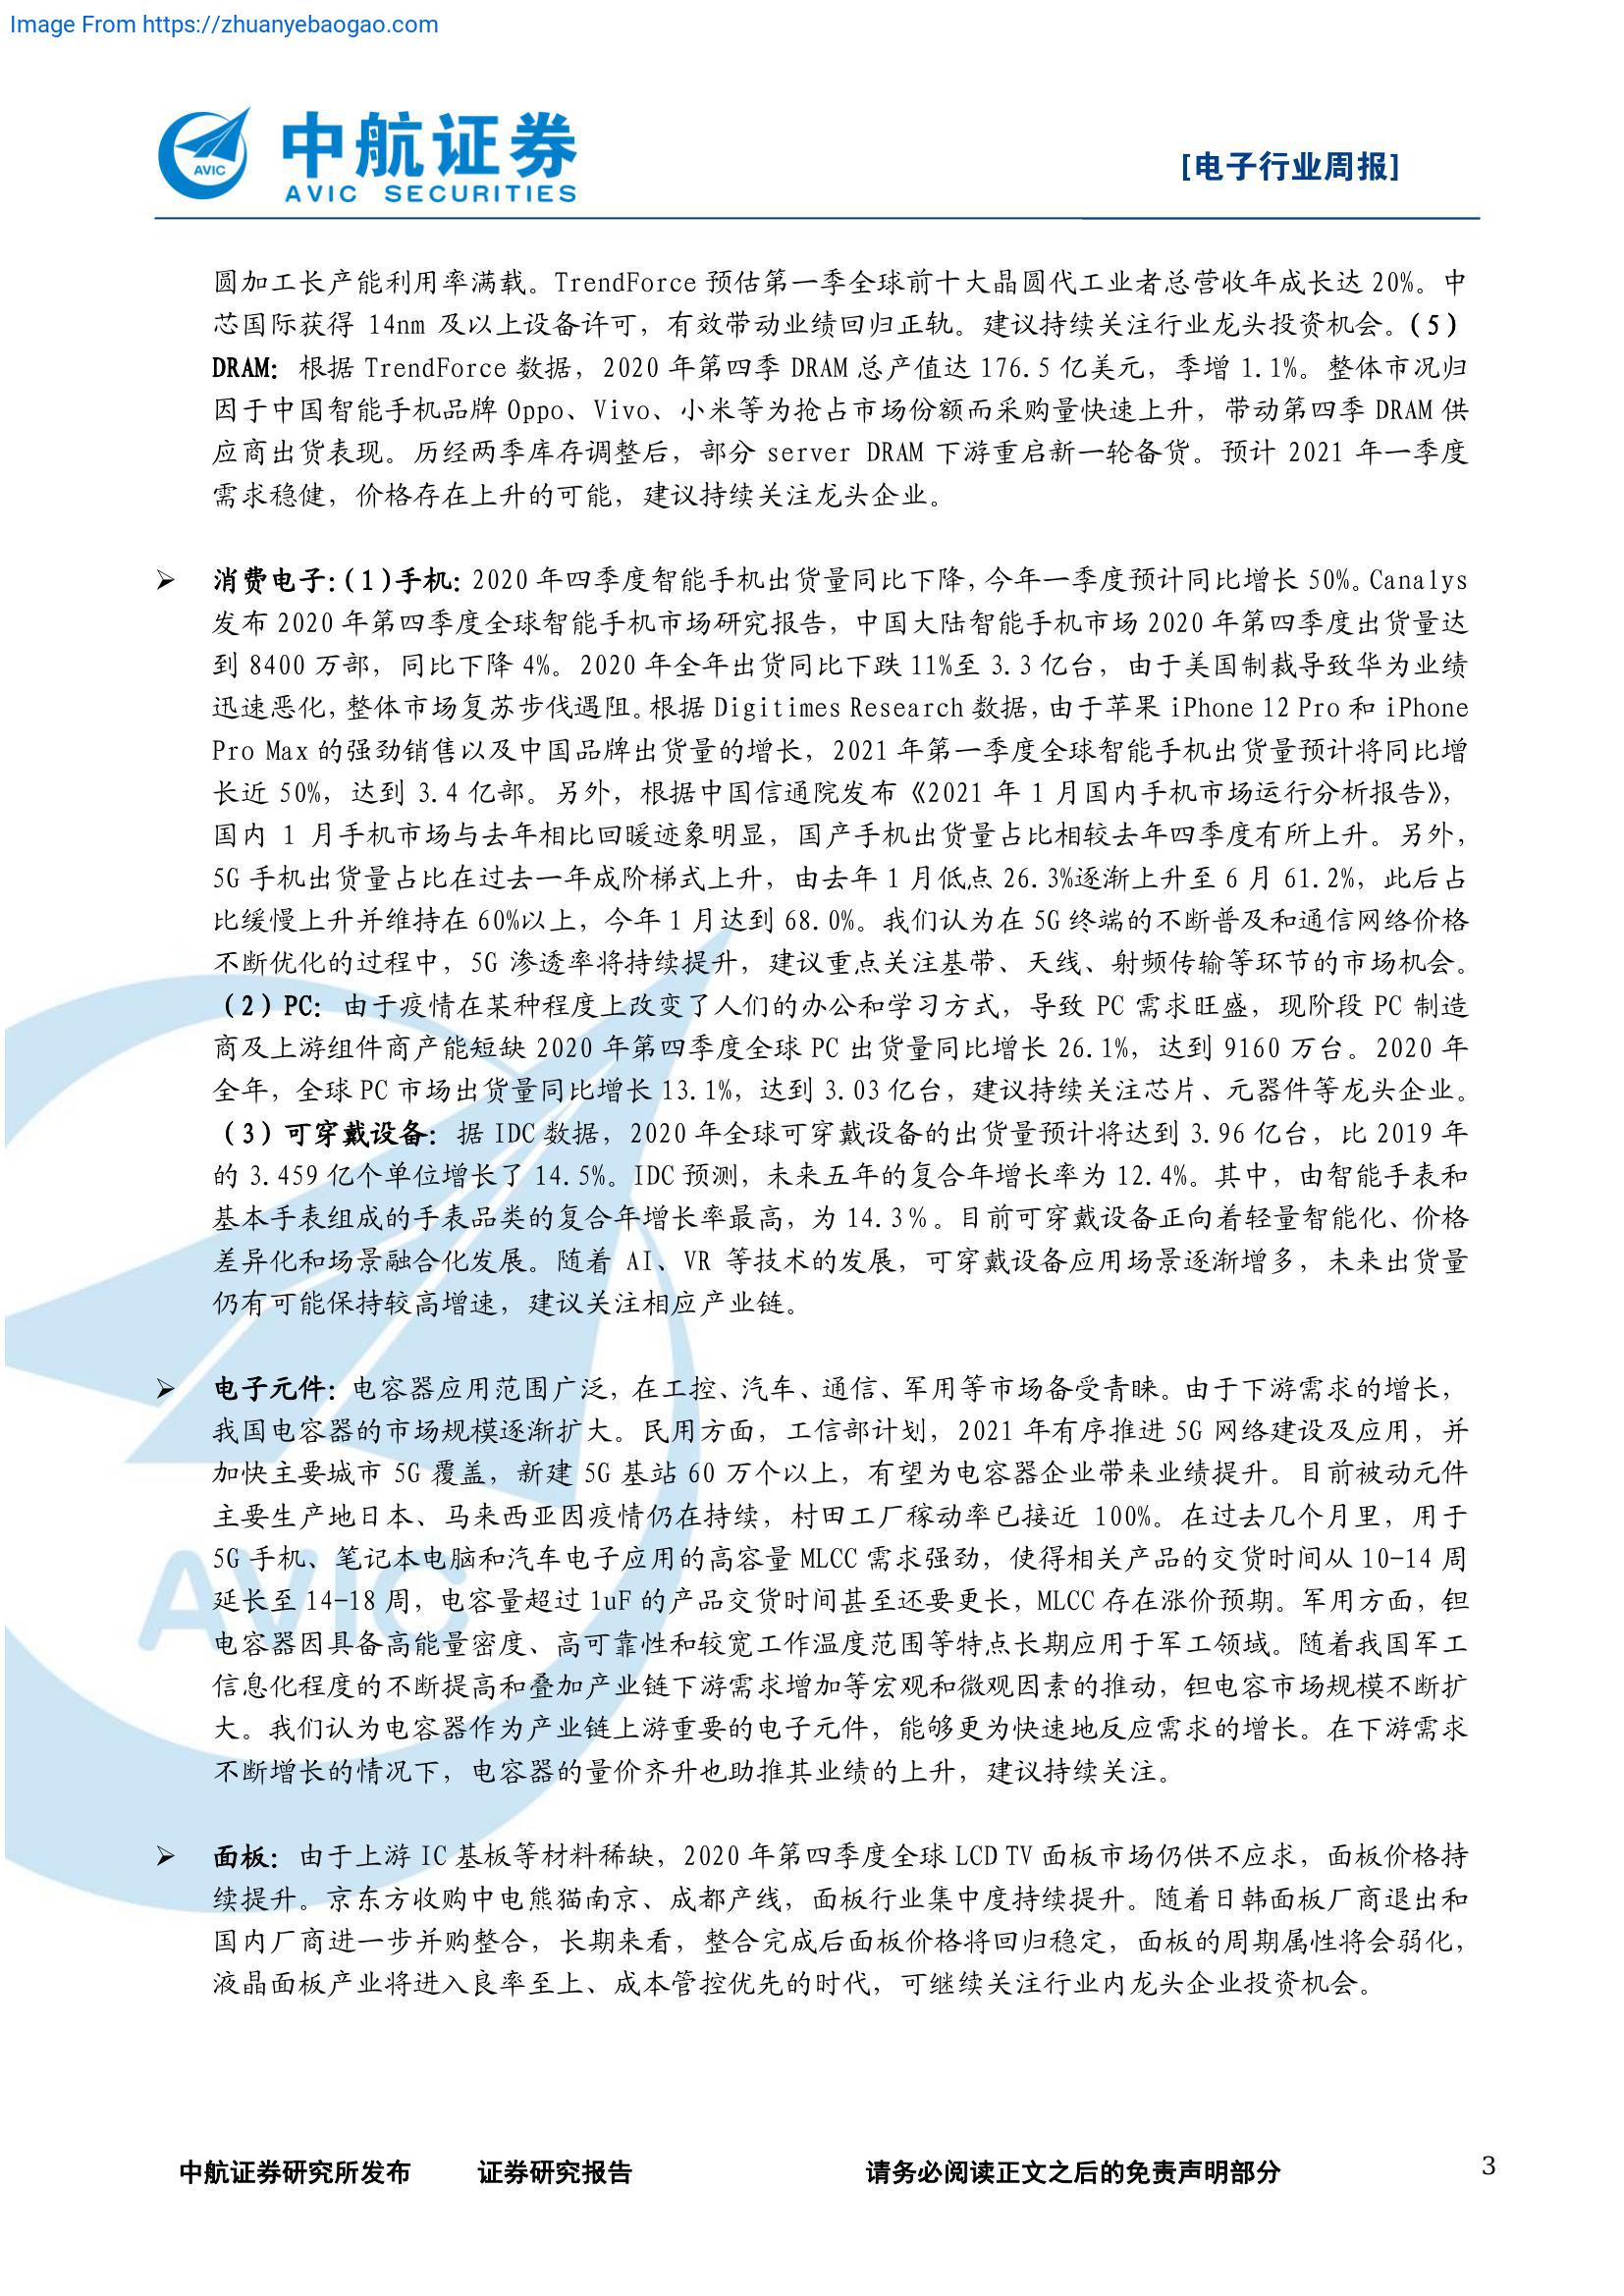 Image From https://zhuanyebaogao.com
中航证券
AVIC SECURITIES
AVIC
[电子行业周报]
圆加工长产能利用率满载。TrendForce 预估第一季全球前十大晶圆代工业者总营收年成长达 20%。中
芯国际获得 14nm 及以上设备许可，有效带动业绩回归正轨。建议持续关注行业龙头投资机会。（5）
DRAM：根据 TrendForce 数据，2020 年第四季 DRAM 总产值达 176.5 亿美元，季增 1.1%。整体市况归
因于中国智能手机品牌 Oppo、Vivo、小米等为抢占市场份额而采购量快速上升，带动第四季 DRAM 供
应商出货表现。历经两季库存调整后，部分 server DRAM 下游重启新一轮备货。预计 2021 年一季度
需求稳健，价格存在上升的可能，建议持续关注龙头企业。
➢ 消费电子：（1）手机：2020 年四季度智能手机出货量同比下降，今年一季度预计同比增长 50%。Canalys
发布 2020 年第四季度全球智能手机市场研究报告，中国大陆智能手机市场 2020 年第四季度出货量达
到 8400 万部，同比下降 4%。2020 年全年出货同比下跌 11%至 3.3 亿台，由于美国制裁导致华为业绩
迅速恶化，整体市场复苏步伐遇阻。根据 Digitimes Research 数据，由于苹果 iPhone 12 Pro 和 iPhone
Pro Max 的强劲销售以及中国品牌出货量的增长，2021 年第一季度全球智能手机出货量预计将同比增
长近 50%，达到 3.4 亿部。另外，根据中国信通院发布《2021 年 1 月国内手机市场运行分析报告》，
国内 1 月手机市场与去年相比回暖迹象明显，国产手机出货量占比相较去年四季度有所上升。另外，
5G 手机出货量占比在过去一年成阶梯式上升，由去年 1 月低点 26.3%逐渐上升至 6 月 61.2%，此后占
比缓慢上升并维持在 60%以上，今年 1 月达到 68.0%。我们认为在 5G 终端的不断普及和通信网络价格
不断优化的过程中，5G 渗透率将持续提升，建议重点关注基带、天线、射频传输等环节的市场机会。
（2）PC：由于疫情在某种程度上改变了人们的办公和学习方式，导致 PC 需求旺盛，现阶段 PC 制造
商及上游组件商产能短缺 2020 年第四季度全球 PC 出货量同比增长 26.1%，达到 9160 万台。2020 年
全年，全球 PC 市场出货量同比增长 13.1%，达到 3.03 亿台，建议持续关注芯片、元器件等龙头企业。
（3）可穿戴设备：据 IDC 数据，2020 年全球可穿戴设备的出货量预计将达到 3.96 亿台，比 2019 年
的 3.459 亿个单位增长了 14.5%。IDC 预测，未来五年的复合年增长率为 12.4%。其中，由智能手表和
基本手表组成的手表品类的复合年增长率最高，为 14.3％。目前可穿戴设备正向着轻量智能化、价格
差异化和场景融合化发展。随着 AI、VR 等技术的发展，可穿戴设备应用场景逐渐增多，未来出货量
仍有可能保持较高增速，建议关注相应产业链。
➢ 电子元件：电容器应用范围广泛，在工控、汽车、通信、军用等市场备受青睐。由于下游需求的增长，
我国电容器的市场规模逐渐扩大。民用方面，工信部计划，2021 年有序推进 5G 网络建设及应用，并
加快主要城市 5G 覆盖，新建 5G 基站 60 万个以上，有望为电容器企业带来业绩提升。目前被动元件
主要生产地日本、马来西亚因疫情仍在持续，村田工厂稼动率已接近 100%。在过去几个月里，用于
5G 手机、笔记本电脑和汽车电子应用的高容量 MLCC 需求强劲，使得相关产品的交货时间从 10-14 周
延长至 14-18 周，电容量超过 1uF 的产品交货时间甚至还要更长，MLCC 存在涨价预期。军用方面，钽
电容器因具备高能量密度、高可靠性和较宽工作温度范围等特点长期应用于军工领域。随着我国军工
信息化程度的不断提高和叠加产业链下游需求增加等宏观和微观因素的推动，钽电容市场规模不断扩
大。我们认为电容器作为产业链上游重要的电子元件，能够更为快速地反应需求的增长。在下游需求
不断增长的情况下，电容器的量价齐升也助推其业绩的上升，建议持续关注。
➢ 面板：由于上游 IC 基板等材料稀缺，2020 年第四季度全球 LCD TV 面板市场仍供不应求，面板价格持
续提升。京东方收购中电熊猫南京、成都产线，面板行业集中度持续提升。随着日韩面板厂商退出和
国内厂商进一步并购整合，长期来看，整合完成后面板价格将回归稳定，面板的周期属性将会弱化，
液晶面板产业将进入良率至上、成本管控优先的时代，可继续关注行业内龙头企业投资机会。
AVIC
中航证券研究所发布 证券研究报告 请务必阅读正文之后的免责声明部分 3